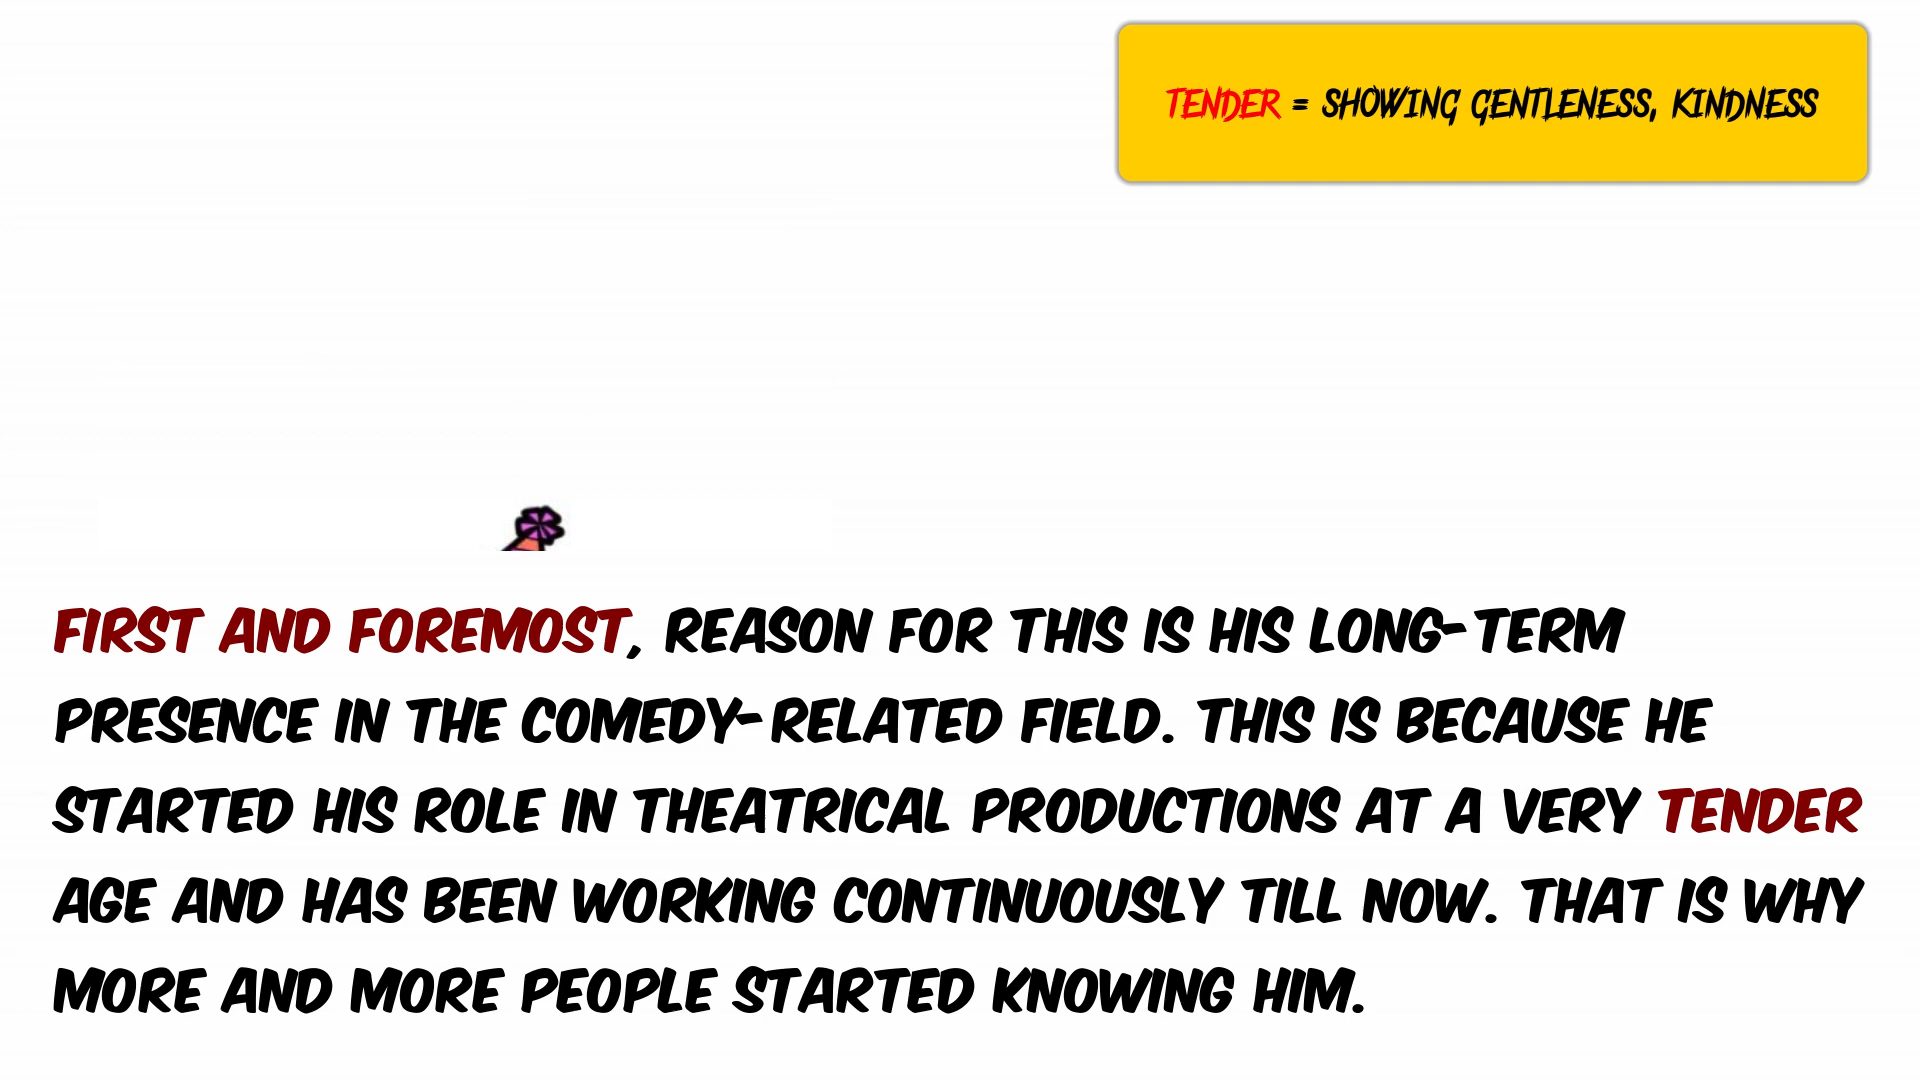 TENDER = SHOWING GENTLENESS, KINDNESS
FIRST AND FOREMOST, REASON FOR THIS IS HIS LONG-TERM
PRESENCE IN THE COMEDY-RELATED FIELD. THIS IS BECAUSE HE
STARTED HIS ROLE IN THEATRICAL PRODUCTIONS AT A VERY TENDER
AGE AND HAS BEEN WORKING CONTINUOUSLY TILL NOW. THAT IS WHY
MORE AND MORE PEOPLE STARTED KNOWING HIM.